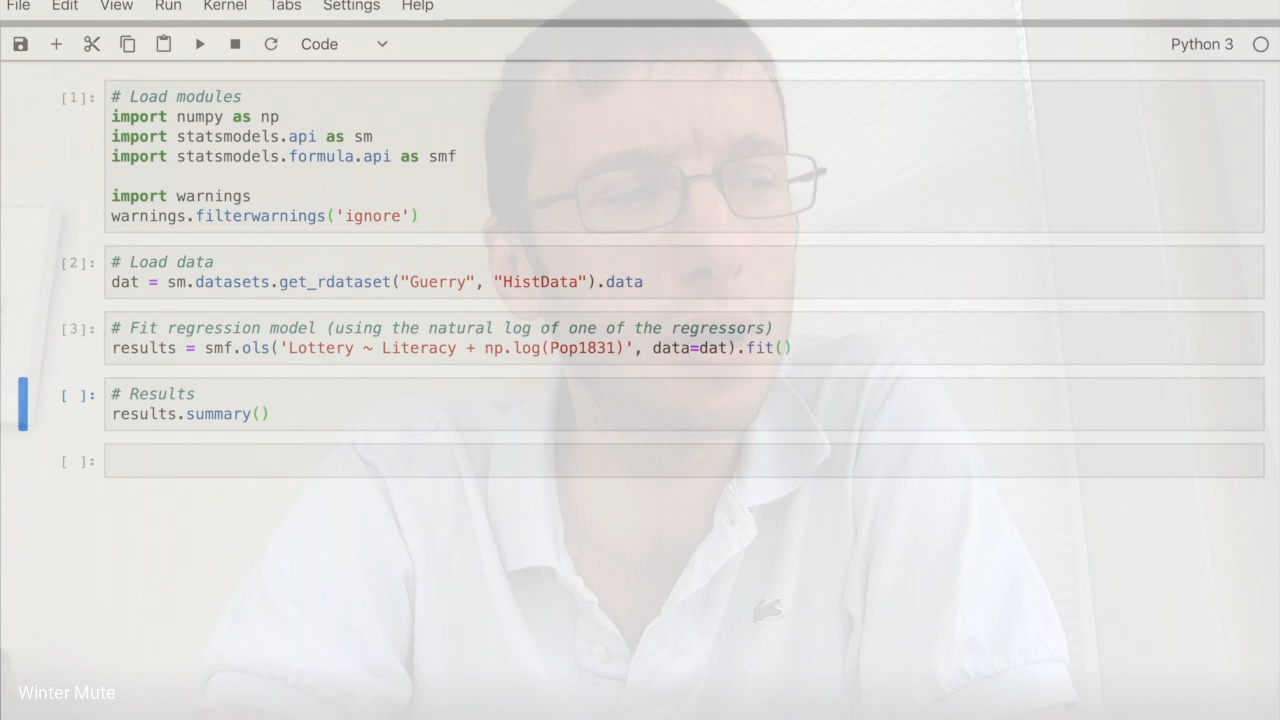 File Edit View Run Kernel Tabs Settings Help
Code Python 3
[1]: # Load modules
import numpy as np
import statsmodels.api as sm
import statsmodels.formula.api as smf
import warnings
warnings.filterwarnings('ignore')
[2]: # Load data
dat = sm.datasets.get_rdataset("Guerry", "HistData").data
[3]: # Fit regression model (using the natural log of one of the regressors)
results = smf.ols('Lottery ~ Literacy + np.log(Pop1831)', data=dat).fit()
[ ]: # Results
results.summary()
[ ]:
Winter Mute